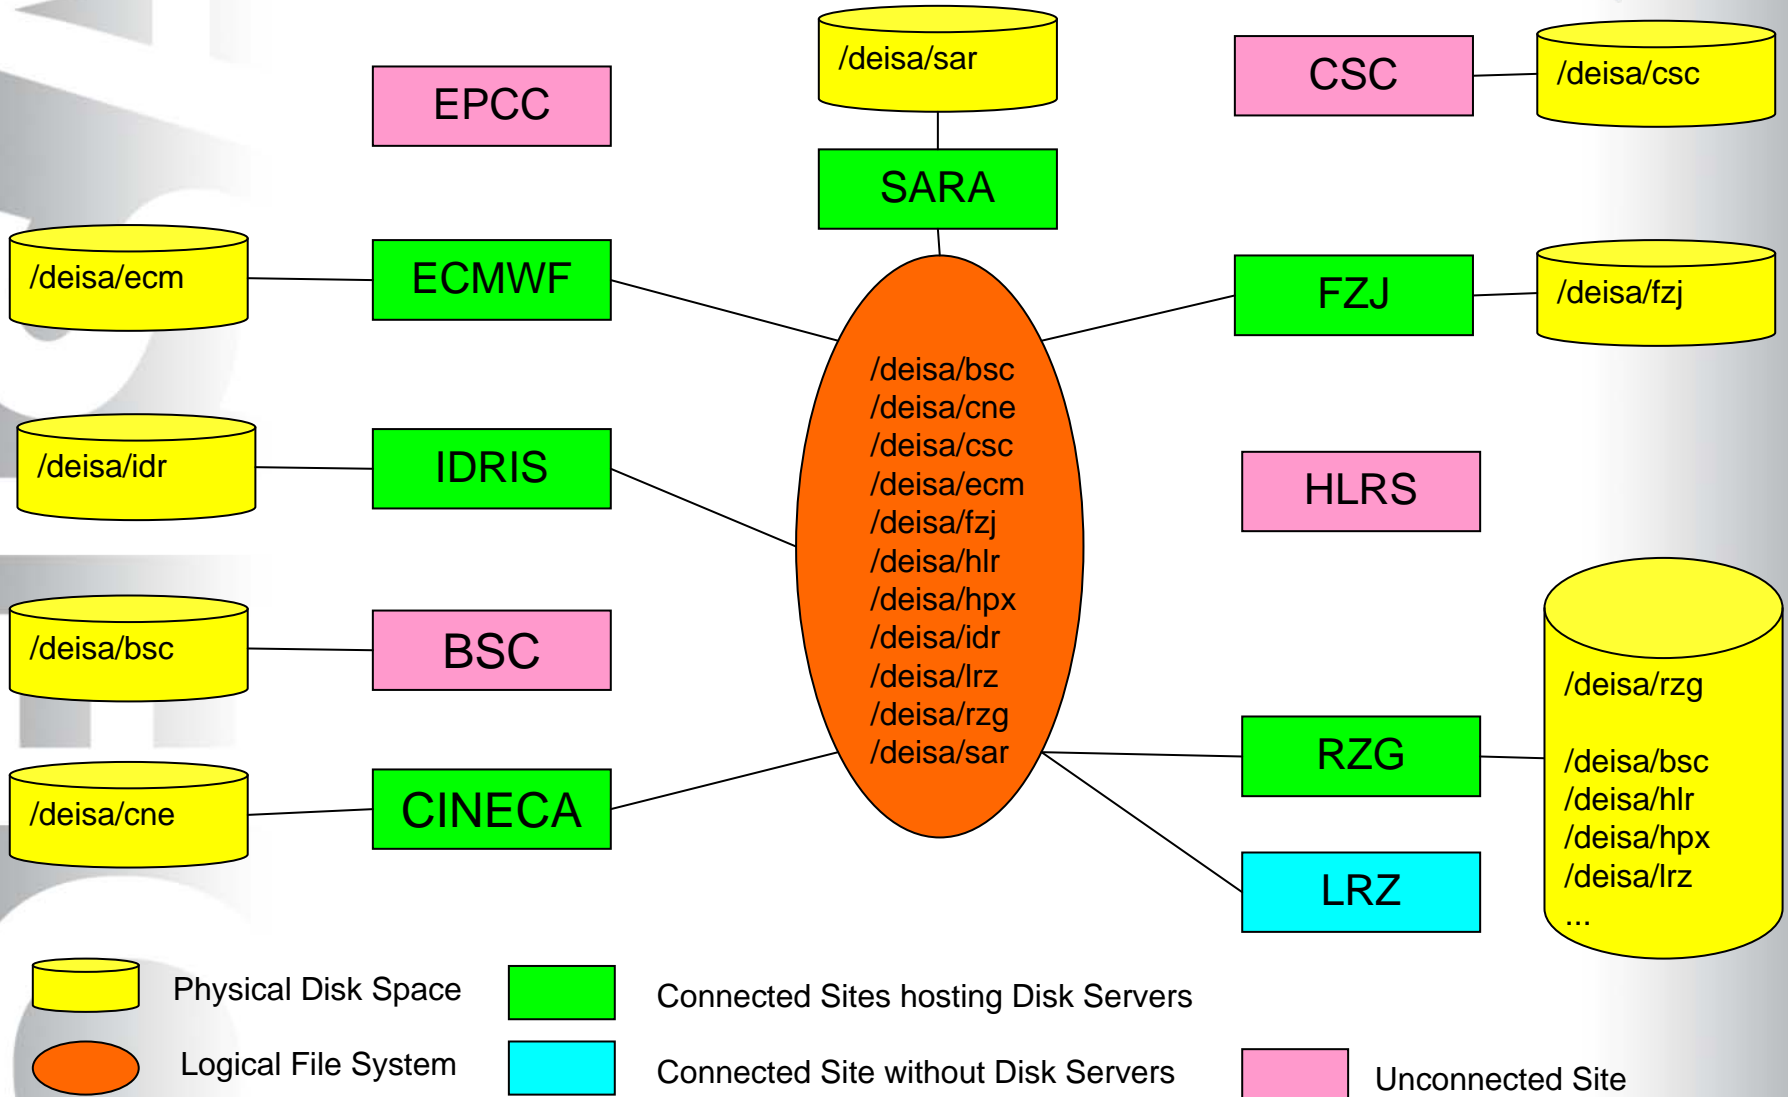 /deisa/sar
CSC
/deisa/csc
EPCC
SARA
/deisa/ecm
ECMWF
FZJ
/deisa/fzj
/deisa/bsc
/deisa/cne
/deisa/csc
/deisa/ecm
/deisa/fzj
/deisa/hlr
/deisa/hpx
/deisa/idr
/deisa/lrz
/deisa/rzg
/deisa/sar
/deisa/idr
IDRIS
HLRS
/deisa/bsc
BSC
/deisa/rzg
/deisa/bsc
/deisa/hlr
/deisa/hpx
/deisa/lrz
...
RZG
/deisa/cne
CINECA
LRZ
Physical Disk Space
Connected Sites hosting Disk Servers
Logical File System
Connected Site without Disk Servers
Unconnected Site